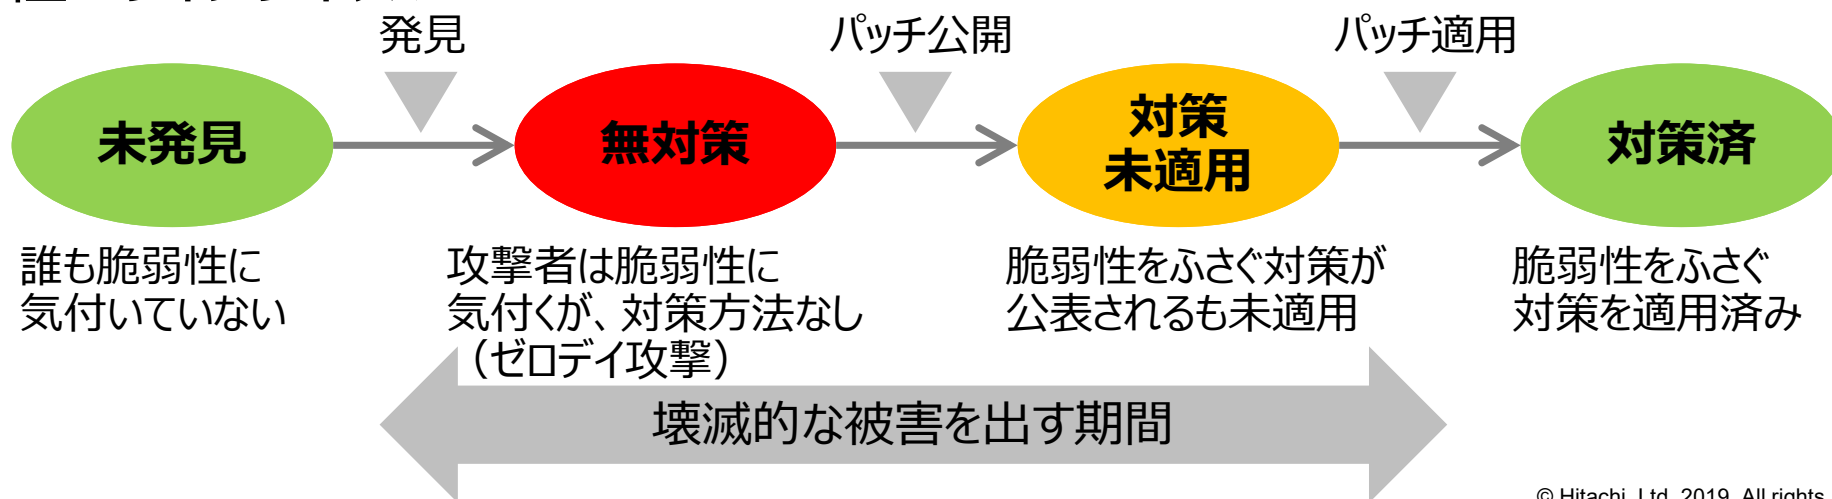 発見
パッチ公開
パッチ適用
未発見
無対策
対策
未適用
対策済
誰も脆弱性に
気付いていない
攻撃者は脆弱性に
気付くが、対策方法なし
（ゼロデイ攻撃）
脆弱性をふさぐ対策が
公表されるも未適用
脆弱性をふさぐ
対策を適用済み
壊滅的な被害を出す期間
© Hitachi, Ltd. 2019. All rights